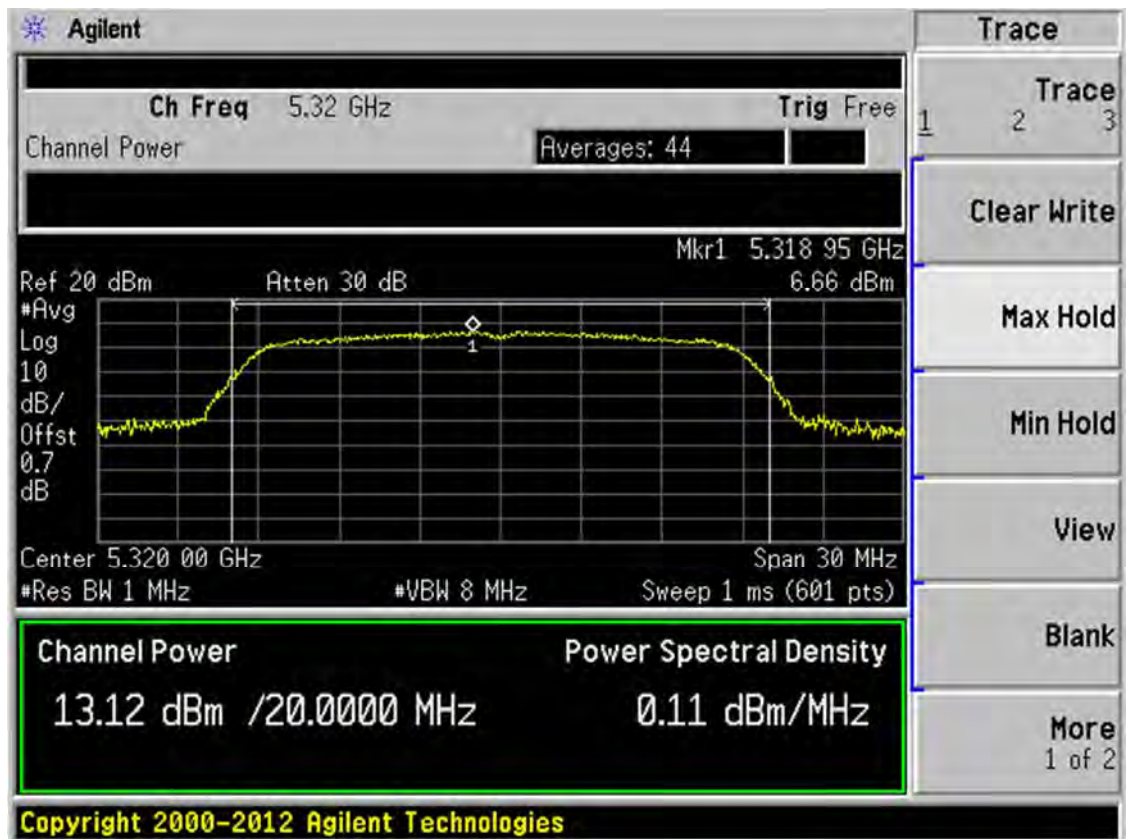 Agilent
Trace
Ch Freq 5.32 GHz Trig Free
Channel Power Averages: 44
Trace
1 2 3
Clear Write
Mkr1 5.318 95 GHz
Ref 20 dBm Atten 30 dB 6.66 dBm
#Avg
Log
10
dB/
Offst
0.7
dB
1
Center 5.320 00 GHz Span 30 MHz
#Res BW 1 MHz #VBW 8 MHz Sweep 1 ms (601 pts)
Max Hold
Min Hold
View
Blank
More
1 of 2
Channel Power Power Spectral Density
13.12 dBm /20.0000 MHz 0.11 dBm/MHz
Copyright 2000-2012 Agilent Technologies